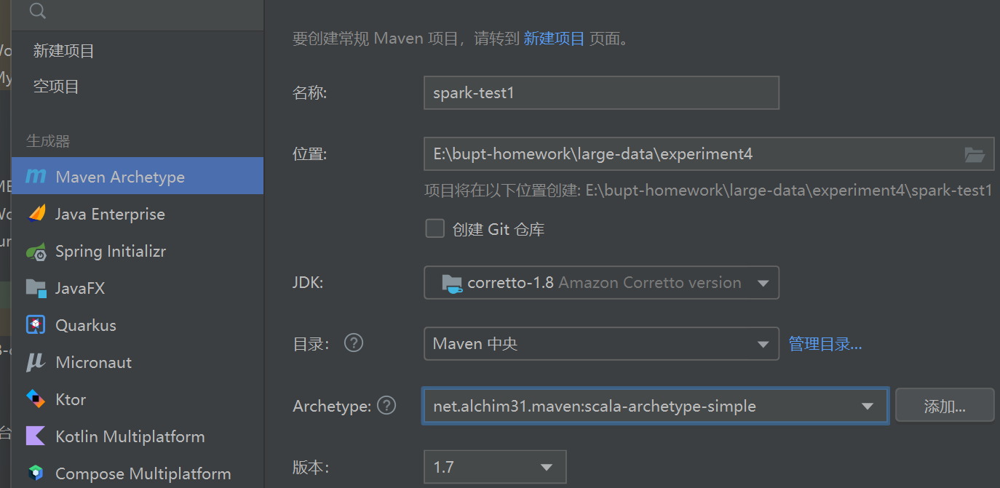 新建项目
空项目
生成器
Maven Archetype
Java Enterprise
Spring Initializr
JavaFX
Quarkus
Micronaut
Ktor
Kotlin Multiplatform
Compose Multiplatform
要创建常规 Maven 项目，请转到 新建项目 页面。
名称: spark-test1
位置: E:\bupt-homework\large-data\experiment4
项目将在以下位置创建: E:\bupt-homework\large-data\experiment4\spark-test1
创建 Git 仓库
JDK: corretto-1.8 Amazon Corretto version
目录: ? Maven 中央 管理目录...
Archetype: ? net.alchim31.maven:scala-archetype-simple 添加...
版本: 1.7